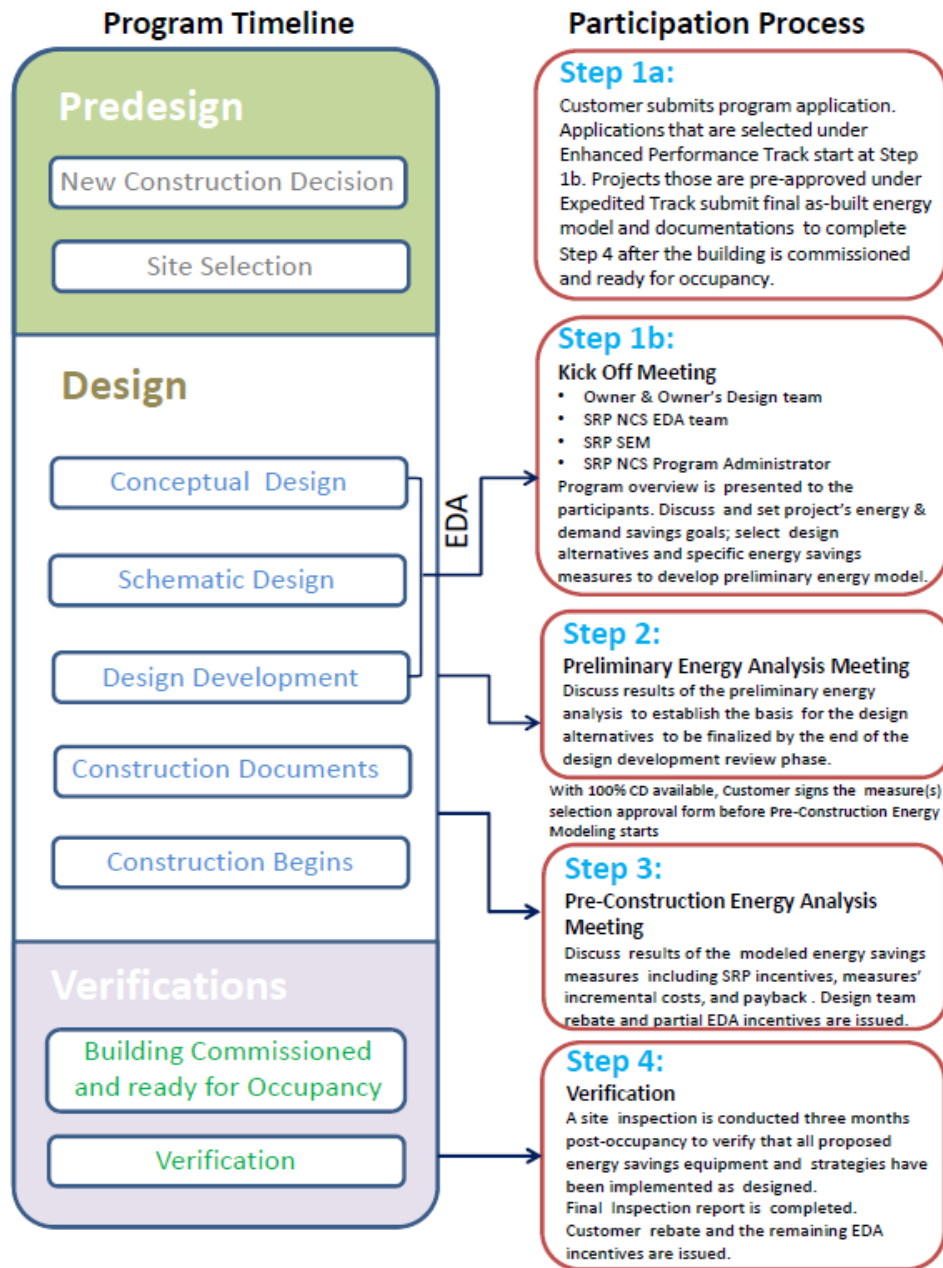 Program Timeline
Predesign
New Construction Decision
Site Selection
Design
Conceptual Design
Schematic Design
Design Development
Construction Documents
Construction Begins
EDA
Verifications
Building Commissioned
and ready for Occupancy
Verification
Participation Process
Step 1a:
Customer submits program application.
Applications that are selected under
Enhanced Performance Track start at Step
1b. Projects those are pre-approved under
Expedited Track submit final as-built energy
model and documentations to complete
Step 4 after the building is commissioned
and ready for occupancy.
Step 1b:
Kick Off Meeting
• Owner & Owner's Design team
• SRP NCS EDA team
• SRP SEM
• SRP NCS Program Administrator
Program overview is presented to the
participants. Discuss and set project's energy &
demand savings goals; select design
alternatives and specific energy savings
measures to develop preliminary energy model.
Step 2:
Preliminary Energy Analysis Meeting
Discuss results of the preliminary energy
analysis to establish the basis for the design
alternatives to be finalized by the end of the
design development review phase.
With 100% CD available, Customer signs the measure(s)
selection approval form before Pre-Construction Energy
Modeling starts
Step 3:
Pre-Construction Energy Analysis
Meeting
Discuss results of the modeled energy savings
measures including SRP incentives, measures'
incremental costs, and payback . Design team
rebate and partial EDA incentives are issued.
Step 4:
Verification
A site inspection is conducted three months
post-occupancy to verify that all proposed
energy savings equipment and strategies have
been implemented as designed.
Final Inspection report is completed.
Customer rebate and the remaining EDA
incentives are issued.